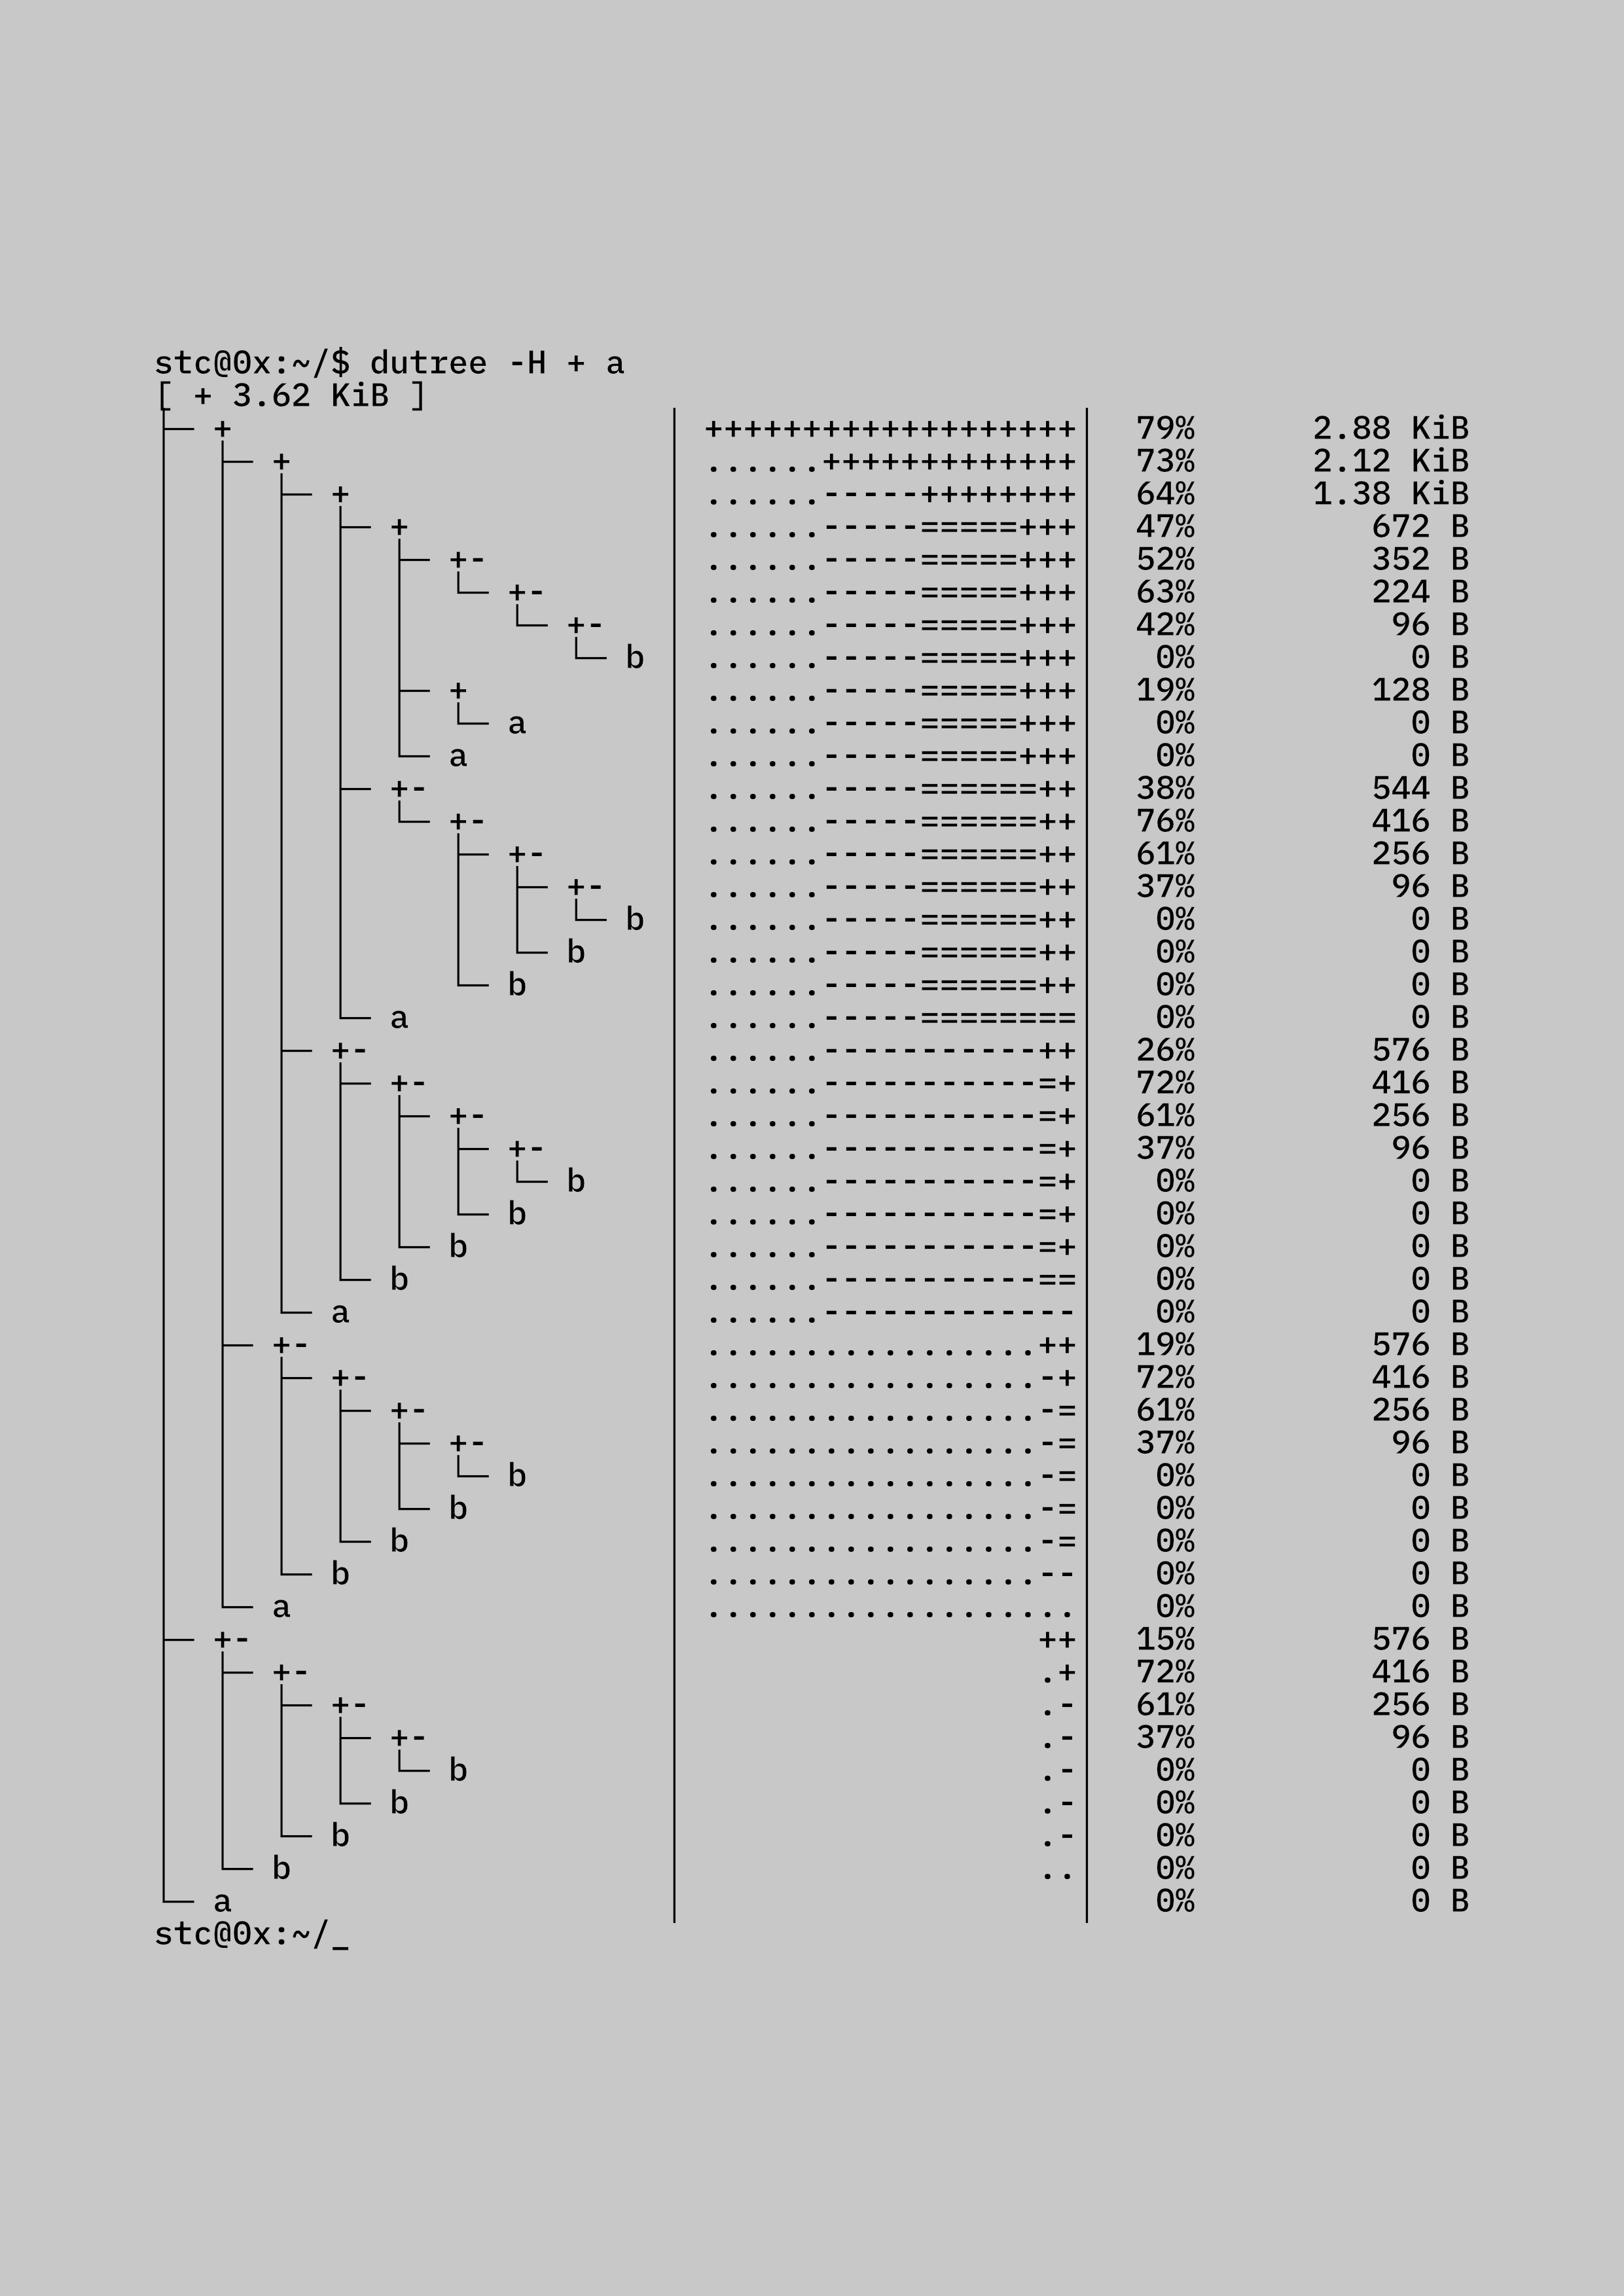 stc@0x:~/$ dutree -H + a
[ + 3.62 KiB ]
├─ + │ +++++++++++++++++++ │ 79% 2.88 KiB
│  ├─ + │ ......+++++++++++++ │ 73% 2.12 KiB
│  │  ├─ + │ ......-----++++++++ │ 64% 1.38 KiB
│  │  │  ├─ + │ ......-----=====+++ │ 47% 672 B
│  │  │  │  ├─ +- │ ......-----=====+++ │ 52% 352 B
│  │  │  │  │  └─ +- │ ......-----=====+++ │ 63% 224 B
│  │  │  │  │     └─ +- │ ......-----=====+++ │ 42% 96 B
│  │  │  │  │        └─ b │ ......-----=====+++ │ 0% 0 B
│  │  │  │  ├─ + │ ......-----=====+++ │ 19% 128 B
│  │  │  │  │  └─ a │ ......-----=====+++ │ 0% 0 B
│  │  │  │  └─ a │ ......-----=====+++ │ 0% 0 B
│  │  │  ├─ +- │ ......-----======++ │ 38% 544 B
│  │  │  │  └─ +- │ ......-----======++ │ 76% 416 B
│  │  │  │     ├─ +- │ ......-----======++ │ 61% 256 B
│  │  │  │     │  ├─ +- │ ......-----======++ │ 37% 96 B
│  │  │  │     │  │  └─ b │ ......-----======++ │ 0% 0 B
│  │  │  │     │  └─ b │ ......-----======++ │ 0% 0 B
│  │  │  │     └─ b │ ......-----======++ │ 0% 0 B
│  │  │  └─ a │ ......-----======== │ 0% 0 B
│  │  ├─ +- │ ......-----------++ │ 26% 576 B
│  │  │  ├─ +- │ ......-----------=+ │ 72% 416 B
│  │  │  │  ├─ +- │ ......-----------=+ │ 61% 256 B
│  │  │  │  │  ├─ +- │ ......-----------=+ │ 37% 96 B
│  │  │  │  │  │  └─ b │ ......-----------=+ │ 0% 0 B
│  │  │  │  │  └─ b │ ......-----------=+ │ 0% 0 B
│  │  │  │  └─ b │ ......-----------=+ │ 0% 0 B
│  │  │  └─ b │ ......-----------== │ 0% 0 B
│  │  └─ a │ ......------------- │ 0% 0 B
│  ├─ +- │ .................++ │ 19% 576 B
│  │  ├─ +- │ .................-+ │ 72% 416 B
│  │  │  ├─ +- │ .................-= │ 61% 256 B
│  │  │  │  ├─ +- │ .................-= │ 37% 96 B
│  │  │  │  │  └─ b │ .................-= │ 0% 0 B
│  │  │  │  └─ b │ .................-= │ 0% 0 B
│  │  │  └─ b │ .................-= │ 0% 0 B
│  │  └─ b │ .................-- │ 0% 0 B
│  └─ a │ ................... │ 0% 0 B
├─ +- │ ++ │ 15% 576 B
│  ├─ +- │ .+ │ 72% 416 B
│  │  ├─ +- │ .- │ 61% 256 B
│  │  │  ├─ +- │ .- │ 37% 96 B
│  │  │  │  └─ b │ .- │ 0% 0 B
│  │  │  └─ b │ .- │ 0% 0 B
│  │  └─ b │ .- │ 0% 0 B
│  └─ b │ .. │ 0% 0 B
└─ a │ │ 0% 0 B
stc@0x:~/_